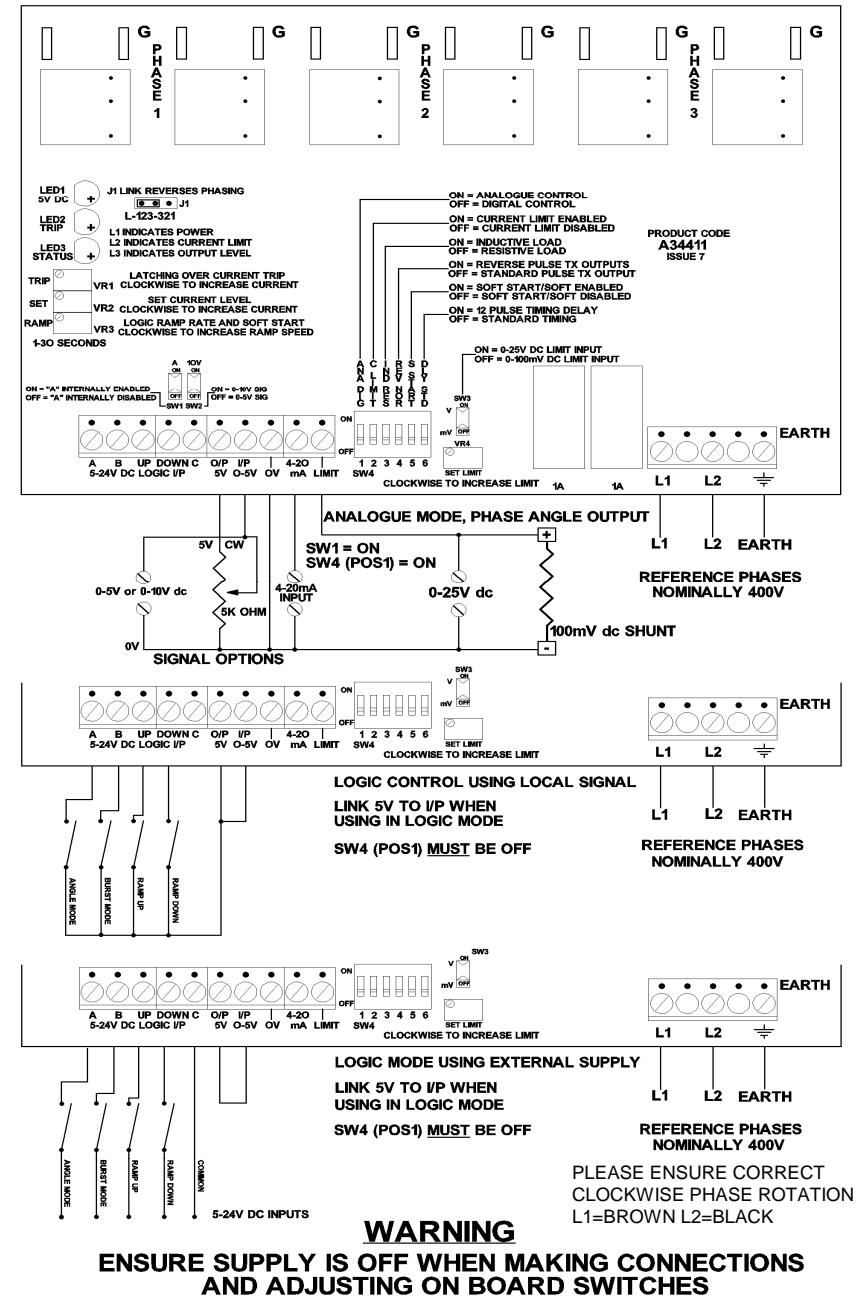 G G G G G G
PHASE 1
PHASE 2
PHASE 3
LED1
5V DC
LED2
TRIP
LED3
STATUS
+
+
+
J1 LINK REVERSES PHASING
J1
L-123-321
L1 INDICATES POWER
L2 INDICATES CURRENT LIMIT
L3 INDICATES OUTPUT LEVEL
TRIP
VR1
LATCHING OVER CURRENT TRIP
CLOCKWISE TO INCREASE CURRENT
SET
VR2
SET CURRENT LEVEL
CLOCKWISE TO INCREASE CURRENT
RAMP
VR3
LOGIC RAMP RATE AND SOFT START
CLOCKWISE TO INCREASE RAMP SPEED
1-30 SECONDS
ON = ANALOGUE CONTROL
OFF = DIGITAL CONTROL
ON = CURRENT LIMIT ENABLED
OFF = CURRENT LIMIT DISABLED
ON = INDUCTIVE LOAD
OFF = RESISTIVE LOAD
ON = REVERSE PULSE TX OUTPUTS
OFF = STANDARD PULSE TX OUTPUT
ON = SOFT START/SOFT ENABLED
OFF = SOFT START/SOFT DISABLED
ON = 12 PULSE TIMING DELAY
OFF = STANDARD TIMING
PRODUCT CODE
A34411
ISSUE 7
ON = 0-25V DC LIMIT INPUT
OFF = 0-100mV DC LIMIT INPUT
ANA DIG
C LIMIT
IND RES
REV NOR
S START
DLY STD
A 10V
ON ON
OFF OFF
SW1 SW2
ON = "A" INTERNALLY ENABLED
OFF = "A" INTERNALLY DISABLED
ON = 0-10V SIG
OFF = 0-5V SIG
ON
OFF
1 2 3 4 5 6
SW4
SW3
ON
V
mV
OFF
VR4
SET LIMIT
CLOCKWISE TO INCREASE LIMIT
1A 1A
A B UP DOWN C O/P I/P 4-20
5-24V DC LOGIC I/P 5V 0-5V 0V mA LIMIT
EARTH
L1 L2
ANALOGUE MODE, PHASE ANGLE OUTPUT
SW1 = ON
SW4 (POS1) = ON
5V CW
0-5V or 0-10V dc
5K OHM
4-20mA
INPUT
0-25V dc
+
-
100mV dc SHUNT
0V
SIGNAL OPTIONS
L1 L2 EARTH
REFERENCE PHASES
NOMINALLY 400V
A B UP DOWN C O/P I/P 4-20
5-24V DC LOGIC I/P 5V 0-5V 0V mA LIMIT
ON
OFF
1 2 3 4 5 6
SW4
SW3
ON
V
mV
OFF
SET LIMIT
CLOCKWISE TO INCREASE LIMIT
EARTH
L1 L2
LOGIC CONTROL USING LOCAL SIGNAL
LINK 5V TO I/P WHEN
USING IN LOGIC MODE
SW4 (POS1) MUST BE OFF
ANGLE MODE
BURST MODE
RAMP UP
RAMP DOWN
L1 L2 EARTH
REFERENCE PHASES
NOMINALLY 400V
A B UP DOWN C O/P I/P 4-20
5-24V DC LOGIC I/P 5V 0-5V 0V mA LIMIT
ON
OFF
1 2 3 4 5 6
SW4
SW3
ON
V
mV
OFF
SET LIMIT
CLOCKWISE TO INCREASE LIMIT
EARTH
L1 L2
LOGIC MODE USING EXTERNAL SUPPLY
LINK 5V TO I/P WHEN
USING IN LOGIC MODE
SW4 (POS1) MUST BE OFF
ANGLE MODE
BURST MODE
RAMP UP
RAMP DOWN
COMMON
5-24V DC INPUTS
L1 L2 EARTH
REFERENCE PHASES
NOMINALLY 400V
PLEASE ENSURE CORRECT
CLOCKWISE PHASE ROTATION
L1=BROWN L2=BLACK
WARNING
ENSURE SUPPLY IS OFF WHEN MAKING CONNECTIONS
AND ADJUSTING ON BOARD SWITCHES